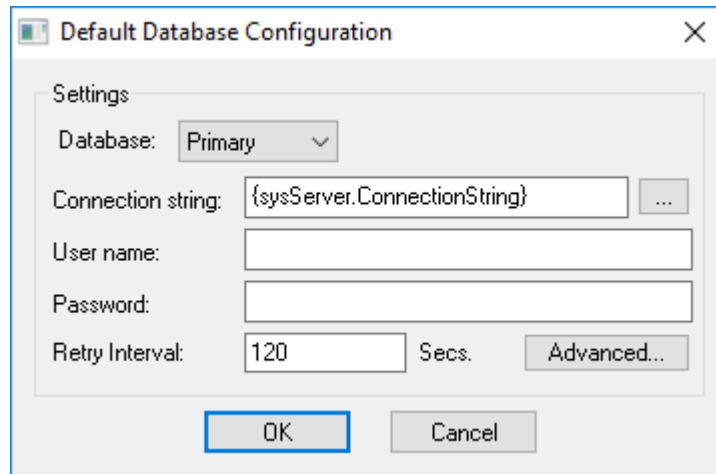 Default Database Configuration
Settings
Database: Primary
Connection string: {sysServer.ConnectionString} ...
User name:
Password:
Retry Interval: 120 Secs. Advanced...
OK Cancel